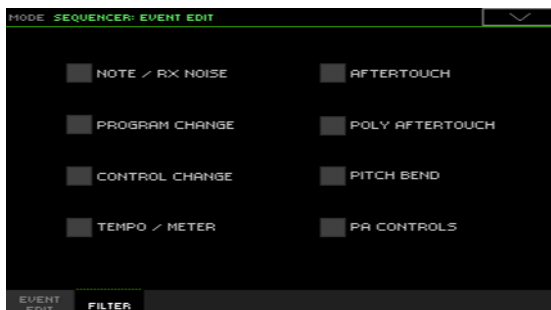 MODE SEQUENCER: EVENT EDIT
NOTE / RX NOISE
AFTERTOUCH
PROGRAM CHANGE
POLY AFTERTOUCH
CONTROL CHANGE
PITCH BEND
TEMPO / METER
PA CONTROLS
EVENT
EDIT
FILTER